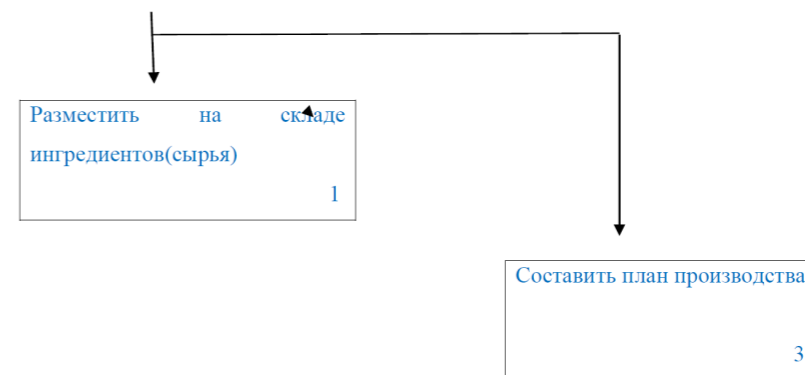 Разместить на складе
ингредиентов(сырья)
1
Составить план производства
3